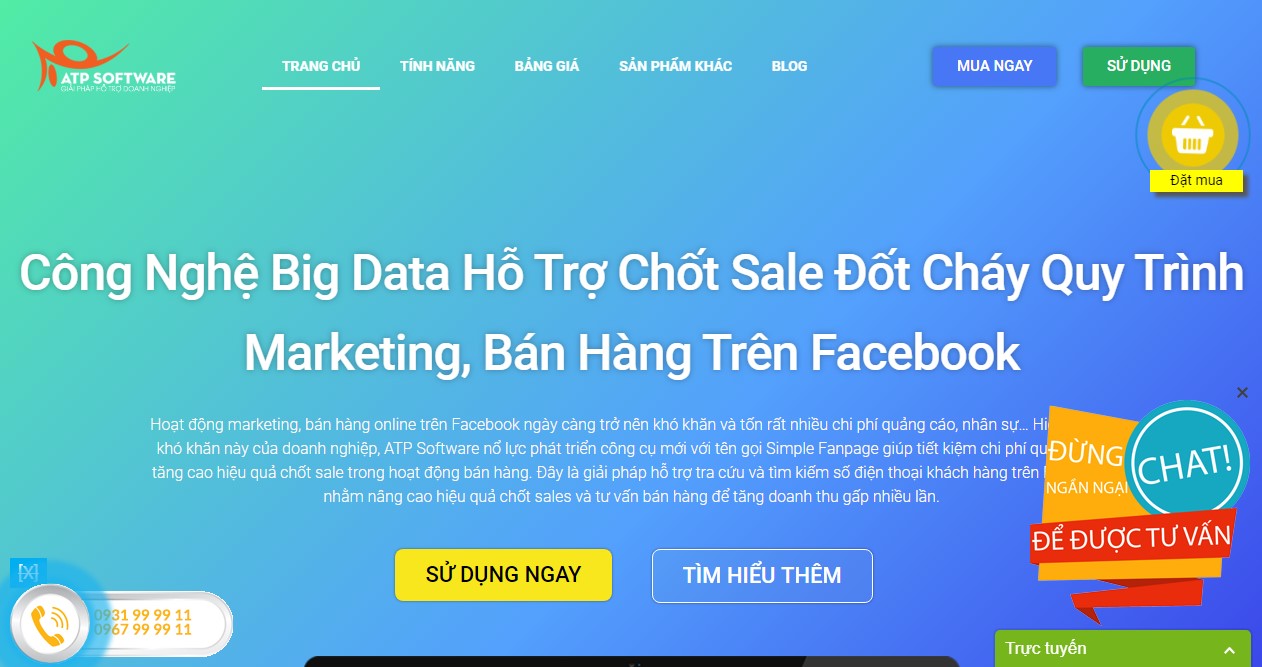 ATP SOFTWARE
GIẢI PHÁP HỖ TRỢ DOANH NGHIỆP
TRANG CHỦ
TÍNH NĂNG
BẢNG GIÁ
SẢN PHẨM KHÁC
BLOG
MUA NGAY
SỬ DỤNG
Đặt mua
Công Nghệ Big Data Hỗ Trợ Chốt Sale Đốt Cháy Quy Trình
Marketing, Bán Hàng Trên Facebook
Hoạt động marketing, bán hàng online trên Facebook ngày càng trở nên khó khăn và tốn rất nhiều chi phí quảng cáo, nhân sự...
khó khăn này của doanh nghiệp, ATP Software nổ lực phát triển công cụ mới với tên gọi Simple Fanpage giúp tiết kiệm chi phí
tăng cao hiệu quả chốt sale trong hoạt động bán hàng. Đây là giải pháp hỗ trợ tra cứu và tìm kiếm số điện thoại khách hàng trên
nhằm nâng cao hiệu quả chốt sales và tư vấn bán hàng để tăng doanh thu gấp nhiều lần.
ĐỪNG
NGẦN NGẠI
CHAT!
ĐỂ ĐƯỢC TƯ VẤN
SỬ DỤNG NGAY
TÌM HIỂU THÊM
[X]
0931 99 99 11
0967 99 99 11
Trực tuyến